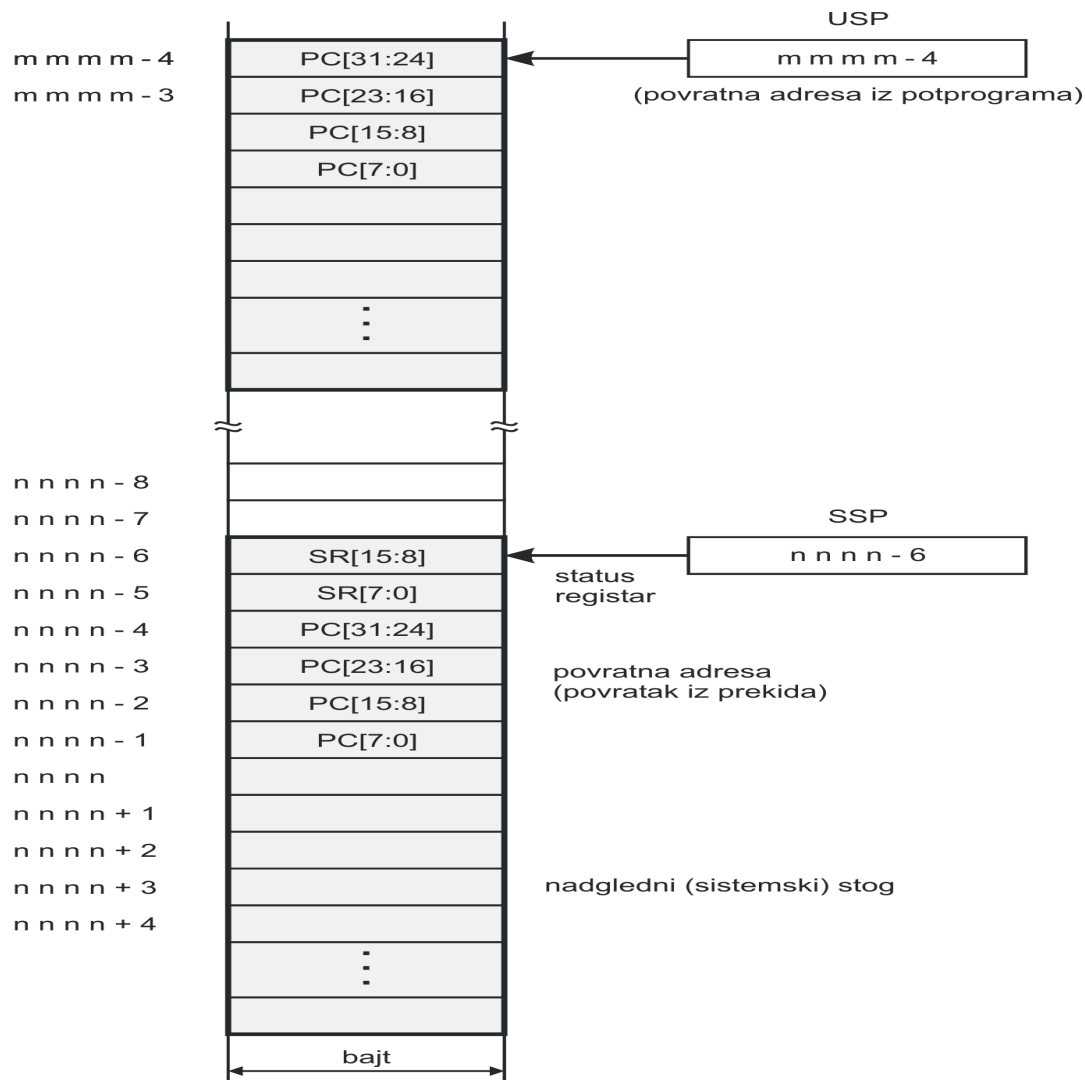 USP
m m m m - 4 PC[31:24] m m m m - 4
m m m m - 3 PC[23:16] (povratna adresa iz potprograma)
PC[15:8]
PC[7:0]
n n n n - 8
n n n n - 7 SSP
n n n n - 6 SR[15:8] n n n n - 6
status
registar
n n n n - 5 SR[7:0]
n n n n - 4 PC[31:24]
n n n n - 3 PC[23:16] povratna adresa
(povratak iz prekida)
n n n n - 2 PC[15:8]
n n n n - 1 PC[7:0]
n n n n
n n n n + 1
n n n n + 2
n n n n + 3 nadgledni (sistemski) stog
n n n n + 4
bajt